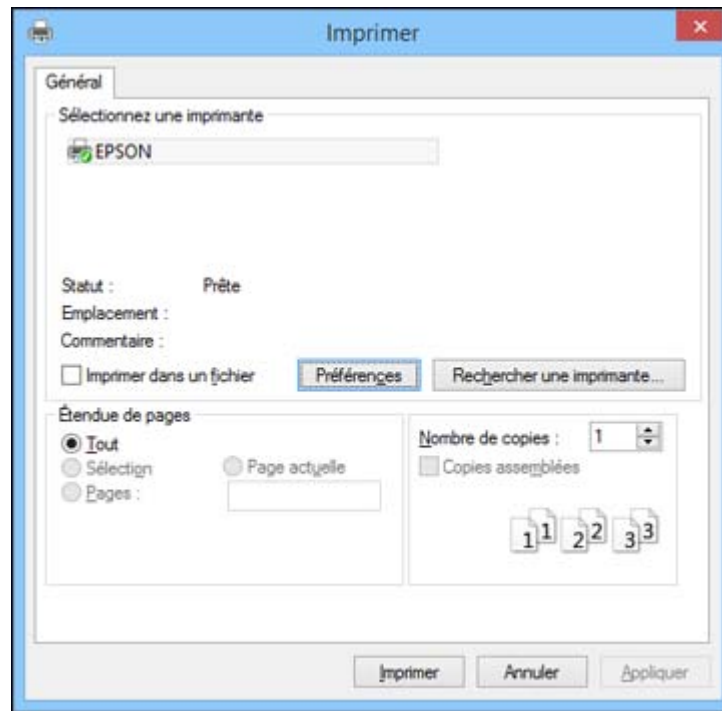 Imprimer
Général
Sélectionnez une imprimante
EPSON
Statut : Prête
Emplacement :
Commentaire :
Imprimer dans un fichier Préférences Rechercher une imprimante...
Étendue de pages
Tout
Sélection Page actuelle
Pages :
Nombre de copies : 1
Copies assemblées
1 1 2 2 3 3
Imprimer Annuler Appliquer